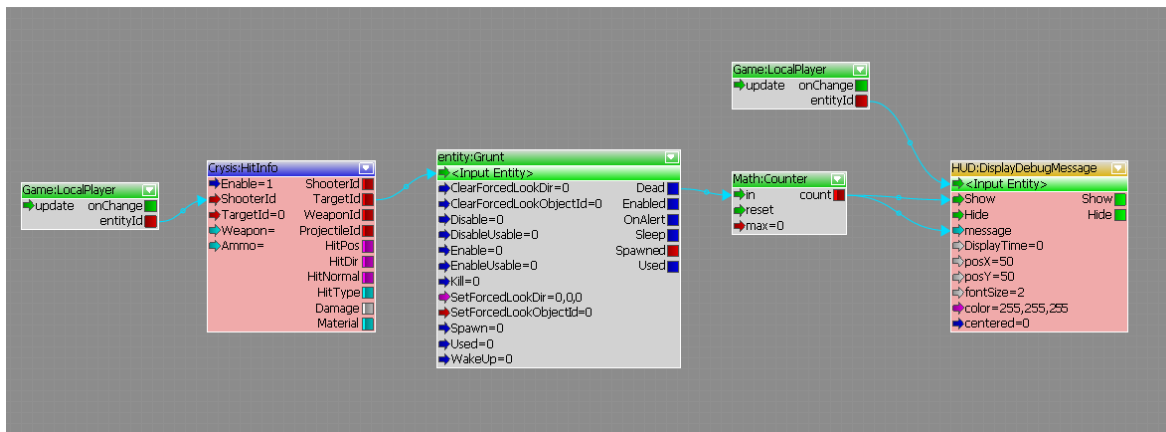 Game:LocalPlayer
update onChange
entityId
Crysis:HitInfo
Enable=1 ShooterId
ShooterId TargetId
TargetId=0 WeaponId
Weapon= ProjectileId
Ammo= HitPos
HitDir
HitNormal
HitType
Damage
Material
entity:Grunt
<Input Entity>
ClearForcedLookDir=0 Dead
ClearForcedLookObjectId=0 Enabled
Disable=0 OnAlert
DisableUsable=0 Sleep
Enable=0 Spawned
EnableUsable=0 Used
Kill=0
SetForcedLookDir=0,0,0
SetForcedLookObjectId=0
Spawn=0
Used=0
WakeUp=0
Math:Counter
in count
reset
max=0
Game:LocalPlayer
update onChange
entityId
HUD:DisplayDebugMessage
<Input Entity>
Show Show
Hide Hide
message
DisplayTime=0
posX=50
posY=50
fontSize=2
color=255,255,255
centered=0